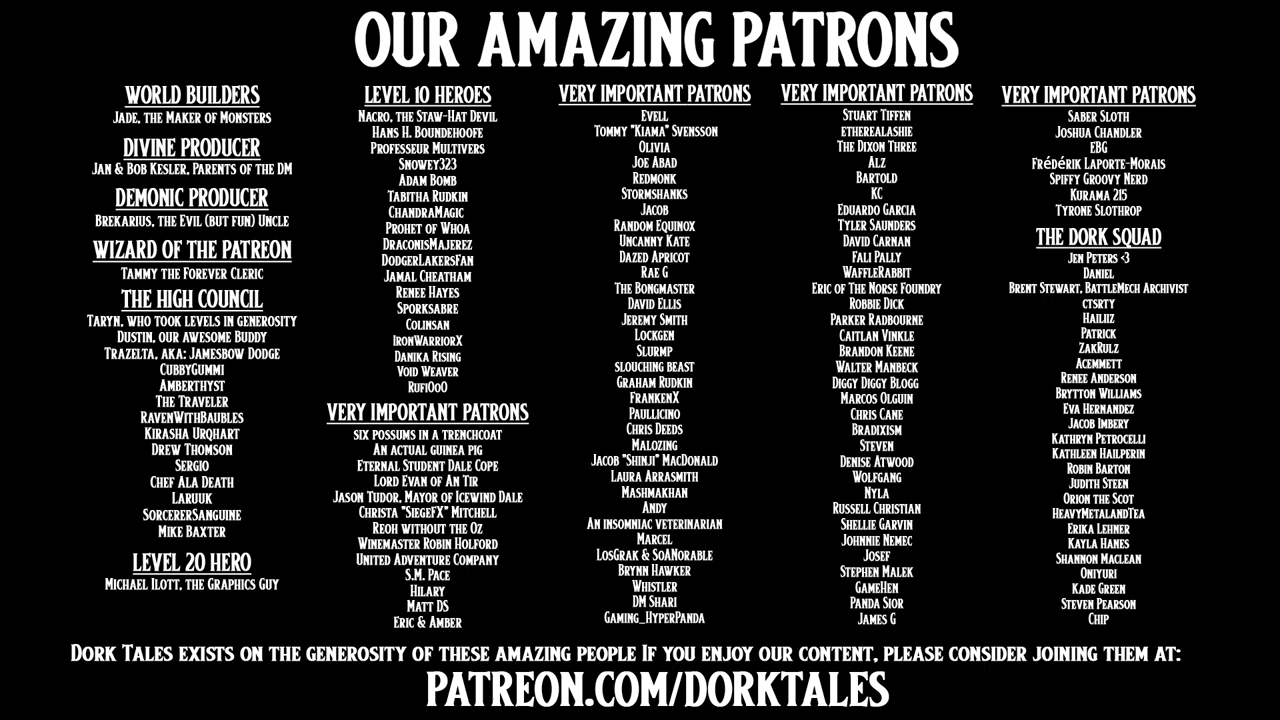 OUR AMAZING PATRONS
WORLD BUILDERS
Jade, the Maker of Monsters
DIVINE PRODUCER
Jan & Bob Kesler, Parents of the DM
DEMONIC PRODUCER
Brekarius, the Evil (but fun) Uncle
WIZARD OF THE PATREON
Tammy the Forever Cleric
THE HIGH COUNCIL
Taryn, who took levels in generosity
Dustin, our awesome Buddy
Trazelta, aka: Jamesbow Dodge
CubbyGummi
Amberthyst
The Traveler
RavenWithBaubles
Kirasha Urqhart
Drew Thomson
Sergio
Chef Ala Death
Laruuk
SorcererSanguine
Mike Baxter
LEVEL 20 HERO
Michael Ilott, the Graphics Guy
LEVEL 10 HEROES
Nacro, the Staw-Hat Devil
Hans H. Boundehoofe
Professeur Multivers
Snowey323
Adam Bomb
Tabitha Rudkin
ChandraMagic
Prohet of Whoa
DraconisMajerez
DodgerLakersFan
Jamal Cheatham
Renee Hayes
Sporksabre
Colinsan
IronWarriorX
Danika Rising
Void Weaver
RufiOoO
VERY IMPORTANT PATRONS
six possums in a trenchcoat
An actual guinea pig
Eternal Student Dale Cope
Lord Evan of An Tir
Jason Tudor, Mayor of Icewind Dale
Christa "SiegeFX" Mitchell
Reoh without the Oz
Winemaster Robin Holford
United Adventure Company
S.M. Pace
Hilary
Matt DS
Eric & Amber
VERY IMPORTANT PATRONS
Evell
Tommy "Kiama" Svensson
Olivia
Joe Abad
Redmonk
Stormshanks
Jacob
Random Equinox
Uncanny Kate
Dazed Apricot
Rae G
The Bongmaster
David Ellis
Jeremy Smith
Lockgen
Slurmp
slouching beast
Graham Rudkin
FrankenX
Paullicino
Chris Deeds
Malozing
Jacob "Shinji" MacDonald
Laura Arrasmith
Mashmakhan
Andy
An insomniac veterinarian
Marcel
LosGrak & SoANorable
Brynn Hawker
Whistler
DM Shari
Gaming_HyperPanda
VERY IMPORTANT PATRONS
Stuart Tiffen
etherealashie
The Dixon Three
Alz
Bartold
KC
Eduardo Garcia
Tyler Saunders
David Carnan
Fali Pally
WaffleRabbit
Eric of The Norse Foundry
Robbie Dick
Parker Radbourne
Caitlan Vinkle
Brandon Keene
Walter Manbeck
Diggy Diggy Blogg
Marcos Olguin
Chris Cane
Bradixism
Steven
Denise Atwood
Wolfgang
Nyla
Russell Christian
Shellie Garvin
Johnnie Nemec
Josef
Stephen Malek
GameHen
Panda Sior
James G
VERY IMPORTANT PATRONS
Saber Sloth
Joshua Chandler
EBG
Frédérik Laporte-Morais
Spiffy Groovy Nerd
Kurama 215
Tyrone Slothrop
THE DORK SQUAD
Jen Peters <3
Daniel
Brent Stewart, BattleMech Archivist
ctsrty
Hailiiz
Patrick
ZakRulz
Acemmett
Renee Anderson
Brytton Williams
Eva Hernandez
Jacob Imbery
Kathryn Petrocelli
Kathleen Hailperin
Robin Barton
Judith Steen
Orion the Scot
HeavyMetalandTea
Erika Lehner
Kayla Hanes
Shannon Maclean
Oniyuri
Kade Green
Steven Pearson
Chip
Dork Tales exists on the generosity of these amazing people If you enjoy our content, please consider joining them at:
PATREON.COM/DORKTALES